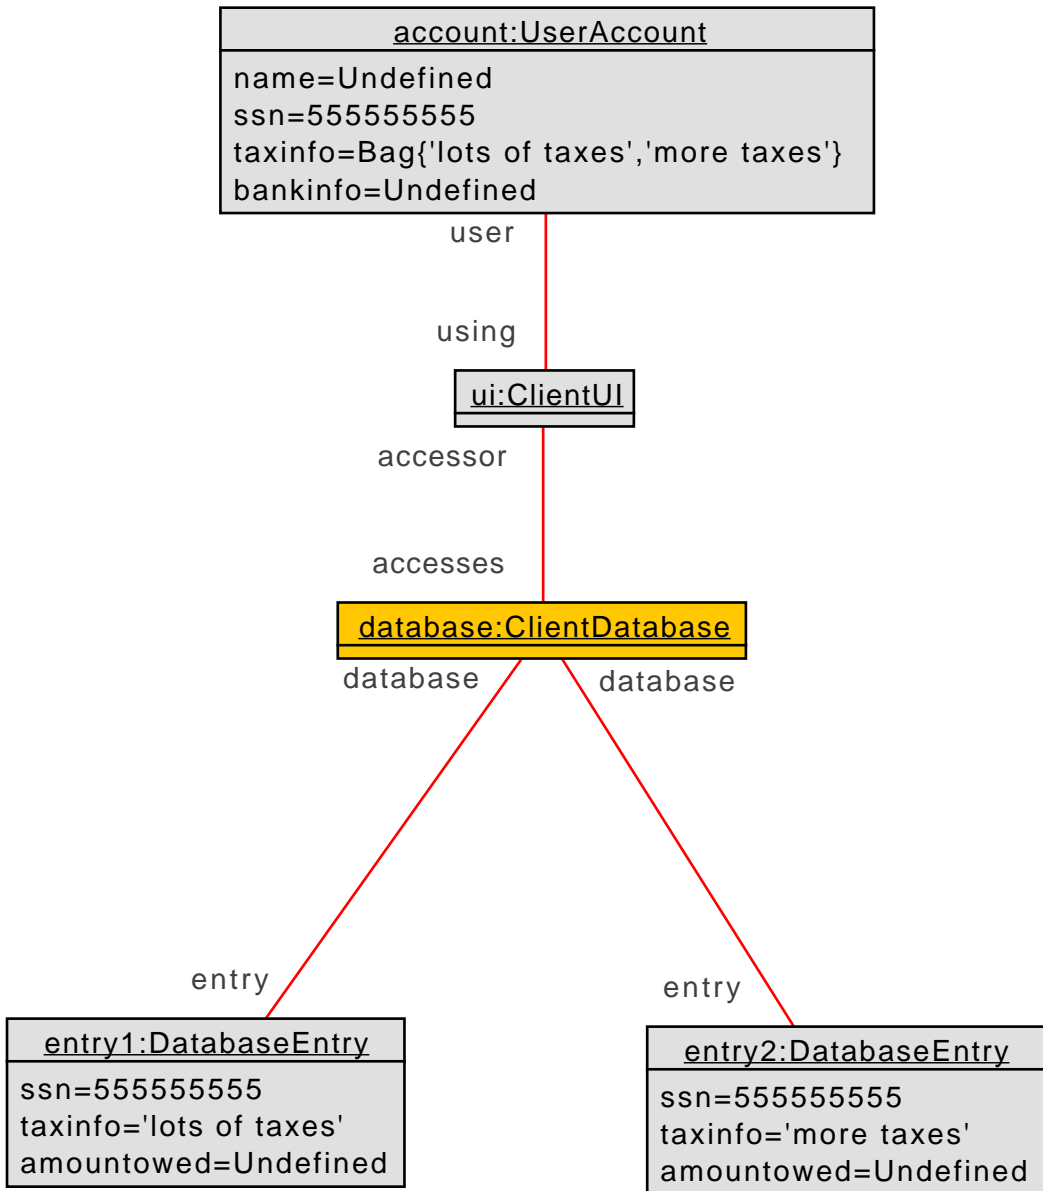 account:UserAccount
name=Undefined
ssn=555555555
taxinfo=Bag{'lots of taxes','more taxes'}
bankinfo=Undefined
user
using
ui:ClientUI
accessor
accesses
database:ClientDatabase
database
database
entry
entry
entry1:DatabaseEntry
ssn=555555555
taxinfo='lots of taxes'
amountowed=Undefined
entry2:DatabaseEntry
ssn=555555555
taxinfo='more taxes'
amountowed=Undefined